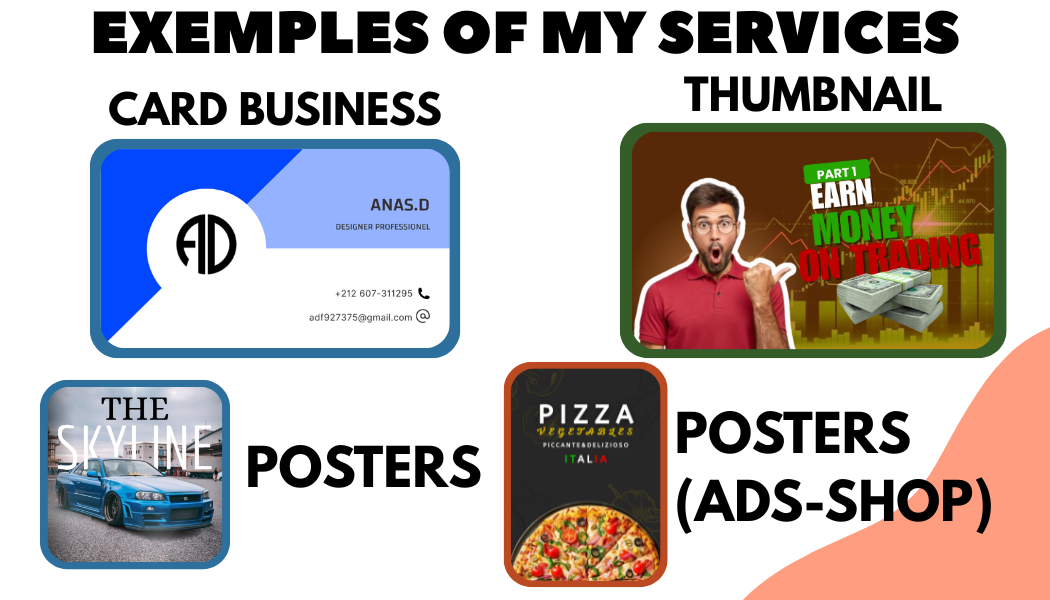 EXEMPLES OF MY SERVICES
CARD BUSINESS
THUMBNAIL
AD
ANAS.D
DESIGNER PROFESSIONEL
+212 607-311295
adf927375@gmail.com
PART 1
EARN
MONEY
ON TRADING
THE
SKYLINE
POSTERS
PIZZA
VEGETABLES
PICCANTE&DELIZIOSO
ITALIA
POSTERS
(ADS-SHOP)